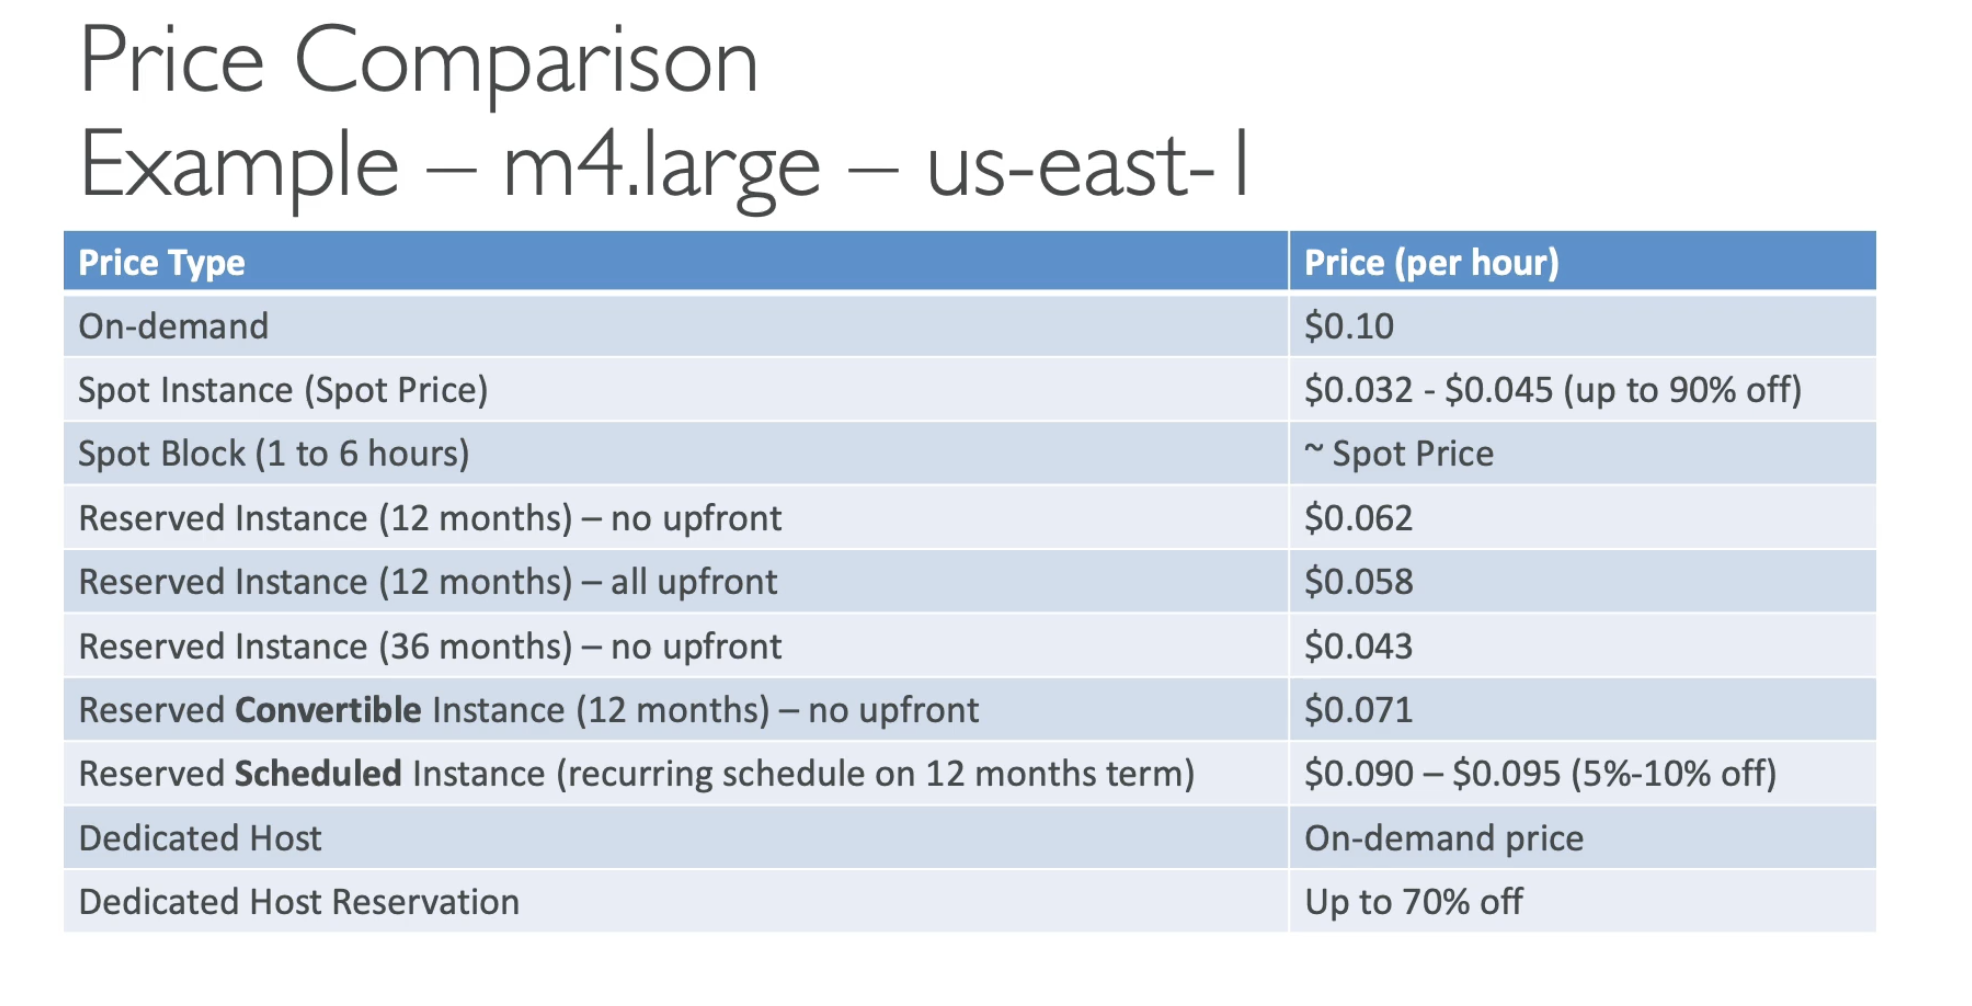 Price Comparison
Example – m4.large – us-east-1
Price Type Price (per hour)
On-demand $0.10
Spot Instance (Spot Price) $0.032 - $0.045 (up to 90% off)
Spot Block (1 to 6 hours) ~ Spot Price
Reserved Instance (12 months) – no upfront $0.062
Reserved Instance (12 months) – all upfront $0.058
Reserved Instance (36 months) – no upfront $0.043
Reserved Convertible Instance (12 months) – no upfront $0.071
Reserved Scheduled Instance (recurring schedule on 12 months term) $0.090 – $0.095 (5%-10% off)
Dedicated Host On-demand price
Dedicated Host Reservation Up to 70% off